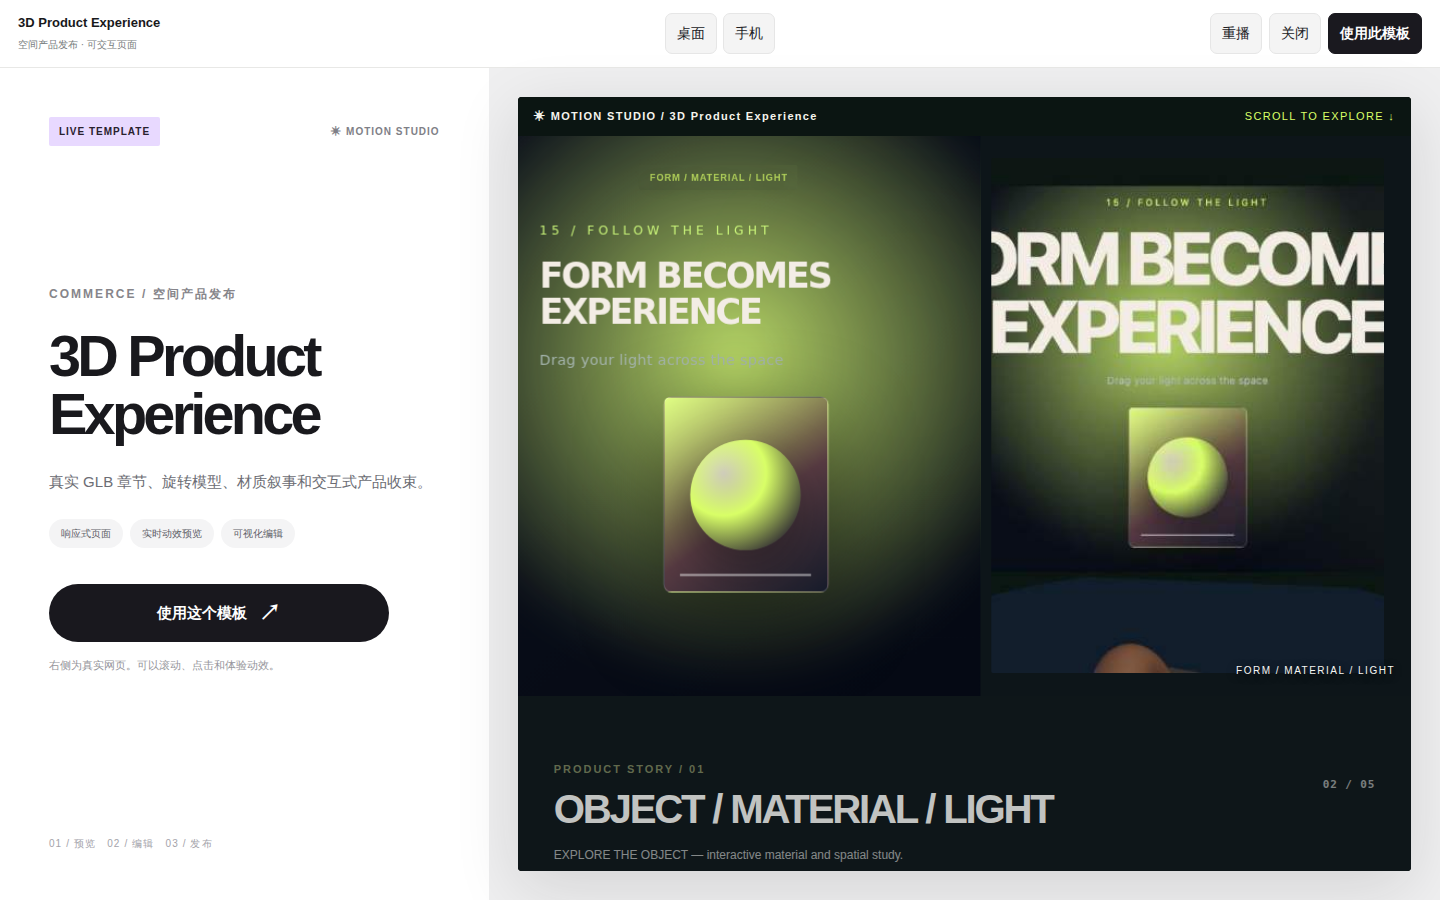 3D Product Experience
空间产品发布 · 可交互页面
桌面
手机
重播
关闭
使用此模板
LIVE TEMPLATE
✴ MOTION STUDIO
COMMERCE / 空间产品发布
3D Product
Experience
真实 GLB 章节、旋转模型、材质叙事和交互式产品收束。
响应式页面
实时动效预览
可视化编辑
使用这个模板 ↗
右侧为真实网页。可以滚动、点击和体验动效。
01 / 预览 02 / 编辑 03 / 发布
✴ MOTION STUDIO / 3D Product Experience
SCROLL TO EXPLORE ↓
FORM / MATERIAL / LIGHT
15 / FOLLOW THE LIGHT
FORM BECOMES
EXPERIENCE
Drag your light across the space
16 / FOLLOW THE LIGHT
ORM BECOME
EXPERIENCE
Drag your light across the space
FORM / MATERIAL / LIGHT
PRODUCT STORY / 01
02 / 05
OBJECT / MATERIAL / LIGHT
EXPLORE THE OBJECT — interactive material and spatial study.